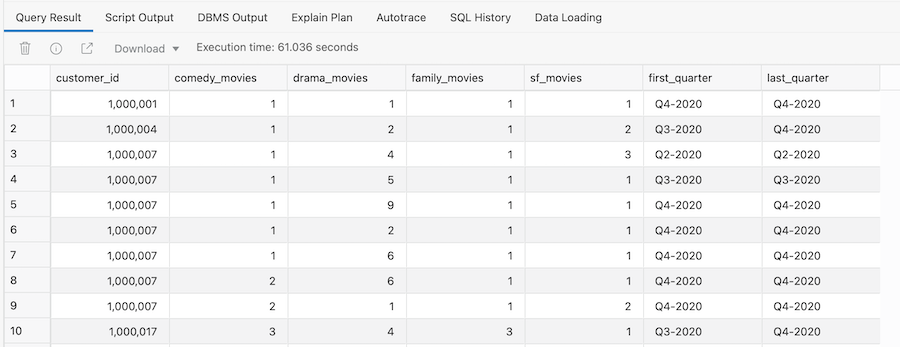 Query Result Script Output DBMS Output Explain Plan Autotrace SQL History Data Loading
Download Execution time: 61.036 seconds
customer_id comedy_movies drama_movies family_movies sf_movies first_quarter last_quarter
1 1,000,001 1 1 1 1 Q4-2020 Q4-2020
2 1,000,004 1 2 1 2 Q3-2020 Q4-2020
3 1,000,007 1 4 1 3 Q2-2020 Q2-2020
4 1,000,007 1 5 1 1 Q3-2020 Q3-2020
5 1,000,007 1 9 1 1 Q4-2020 Q4-2020
6 1,000,007 1 2 1 1 Q4-2020 Q4-2020
7 1,000,007 1 6 1 1 Q4-2020 Q4-2020
8 1,000,007 2 6 1 1 Q4-2020 Q4-2020
9 1,000,007 2 1 1 2 Q4-2020 Q4-2020
10 1,000,017 3 4 3 1 Q3-2020 Q4-2020